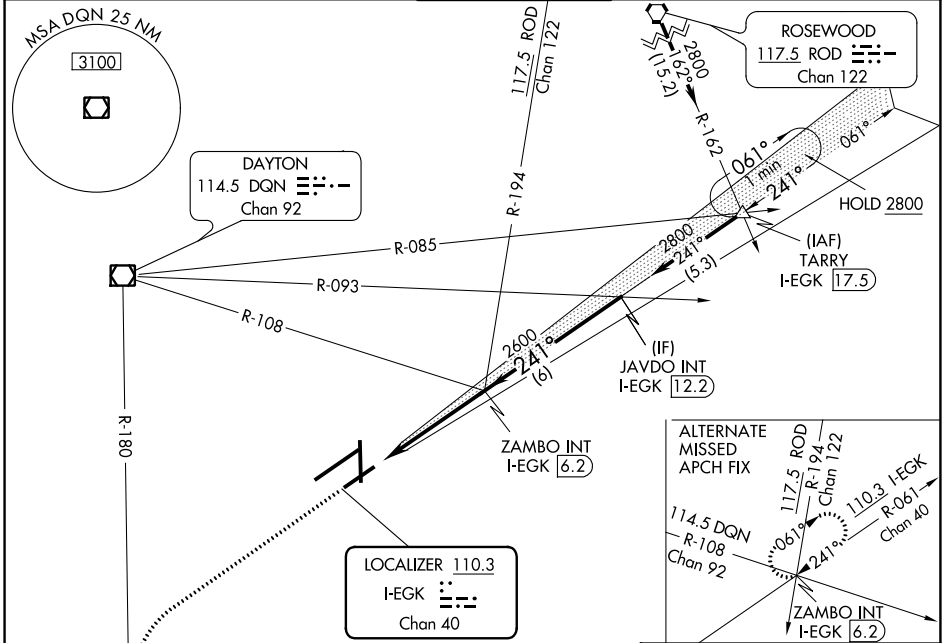 MSA DQN 25 NM
3100
117.5 ROD
Chan 122
R-194
2800
162°
(15.2)
R-162
ROSEWOOD
117.5 ROD
Chan 122
DAYTON
114.5 DQN
Chan 92
R-085
R-093
R-108
R-180
061°
1 min
241°
061°
HOLD 2800
(IAF)
TARRY
I-EGK 17.5
2800
241°
(5.3)
(IF)
JAVDO INT
I-EGK 12.2
2600
241°
(6)
ZAMBO INT
I-EGK 6.2
LOCALIZER 110.3
I-EGK
Chan 40
ALTERNATE
MISSED
APCH FIX
117.5 ROD
R-194
Chan 122
110.3 I-EGK
R-061
Chan 40
114.5 DQN
R-108
Chan 92
061°
241°
ZAMBO INT
I-EGK 6.2